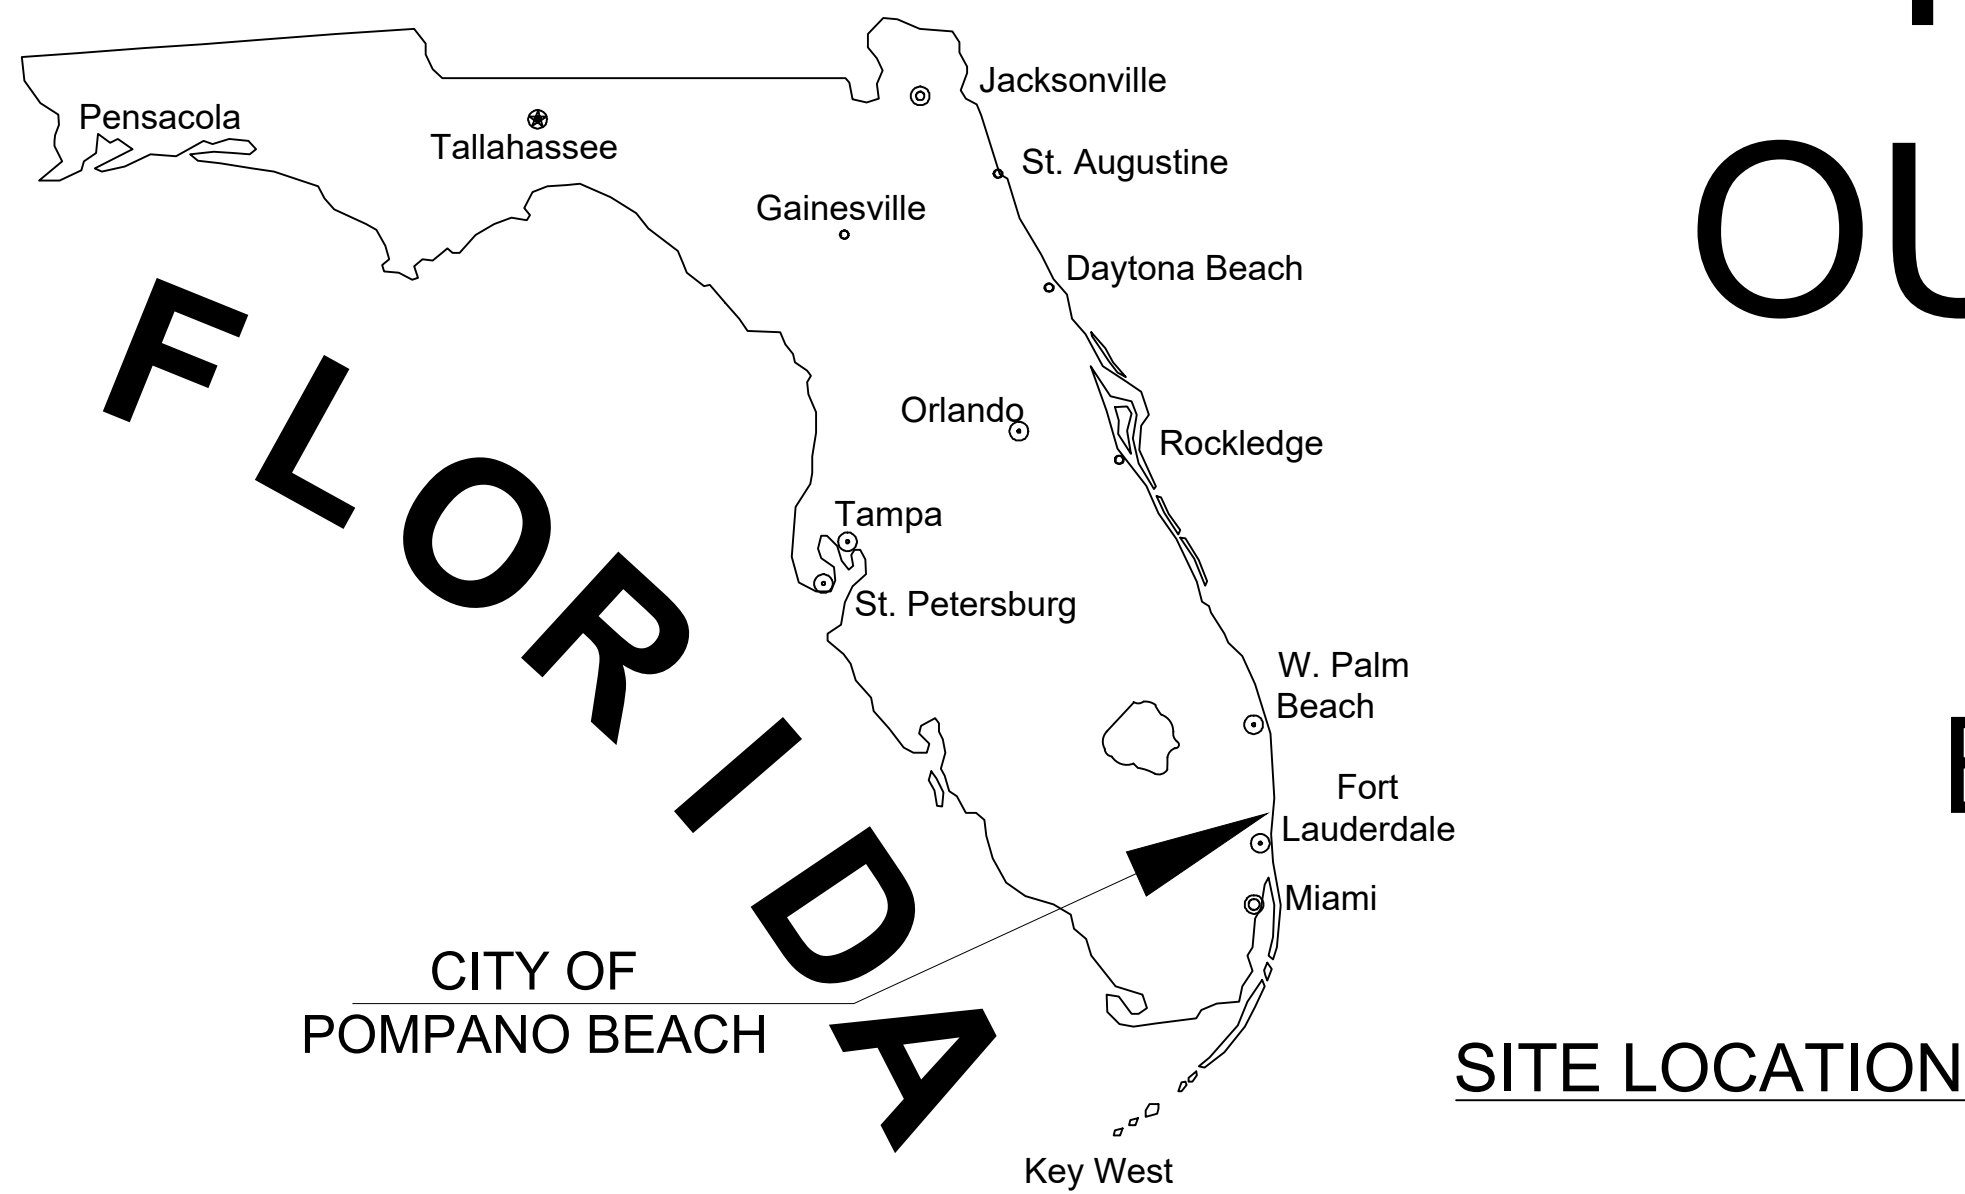 Jacksonville
Pensacola
Tallahassee
St. Augustine
Gainesville
Daytona Beach
Orlando
Rockledge
Tampa
St. Petersburg
W. Palm
Beach
Fort
Lauderdale
Miami
FLORIDA
CITY OF
POMPANO BEACH
Key West
SITE LOCATION
OU